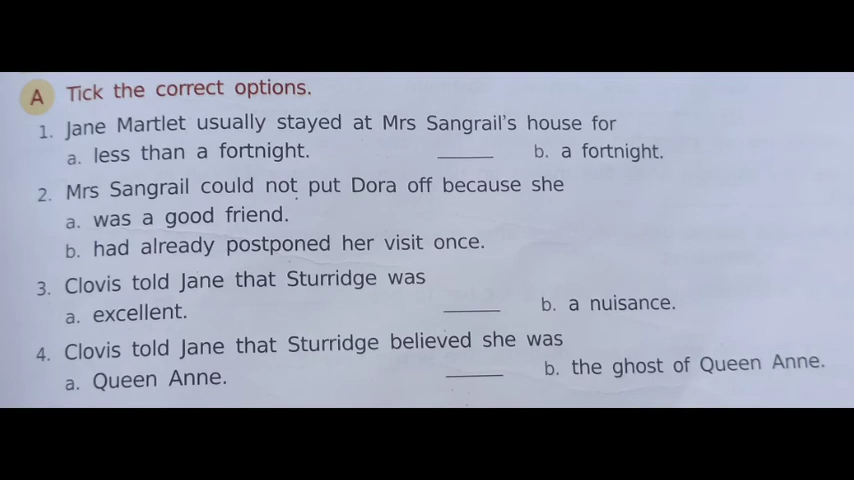 A Tick the correct options.
1. Jane Martlet usually stayed at Mrs Sangrail's house for
a. less than a fortnight. _____ b. a fortnight.
2. Mrs Sangrail could not put Dora off because she
a. was a good friend.
b. had already postponed her visit once.
3. Clovis told Jane that Sturridge was
a. excellent. _____ b. a nuisance.
4. Clovis told Jane that Sturridge believed she was
a. Queen Anne. _____ b. the ghost of Queen Anne.